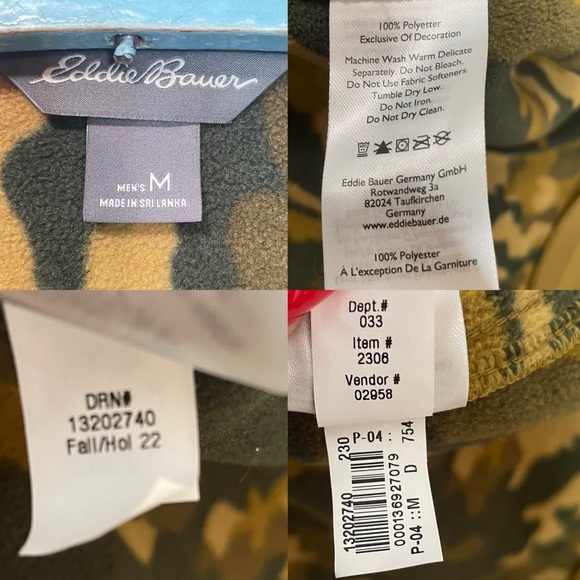 Eddie Bauer
MEN'S M
MADE IN SRI LANKA
100% Polyester
Exclusive Of Decoration
Machine Wash Warm Delicate
Separately. Do Not Bleach.
Do Not Use Fabric Softeners
Tumble Dry Low.
Do Not Iron.
Do Not Dry Clean.
Eddie Bauer Germany GmbH
Rotwandweg 3a
82024 Taufkirchen
Germany
www.eddiebauer.de
100% Polyester
À L'exception De La Garniture
DRN#
13202740
Fall/Hol 22
Dept.#
033
Item #
2306
Vendor #
02958
13202740 230
P-04 ::
000136927079
P-04 ::M D 754